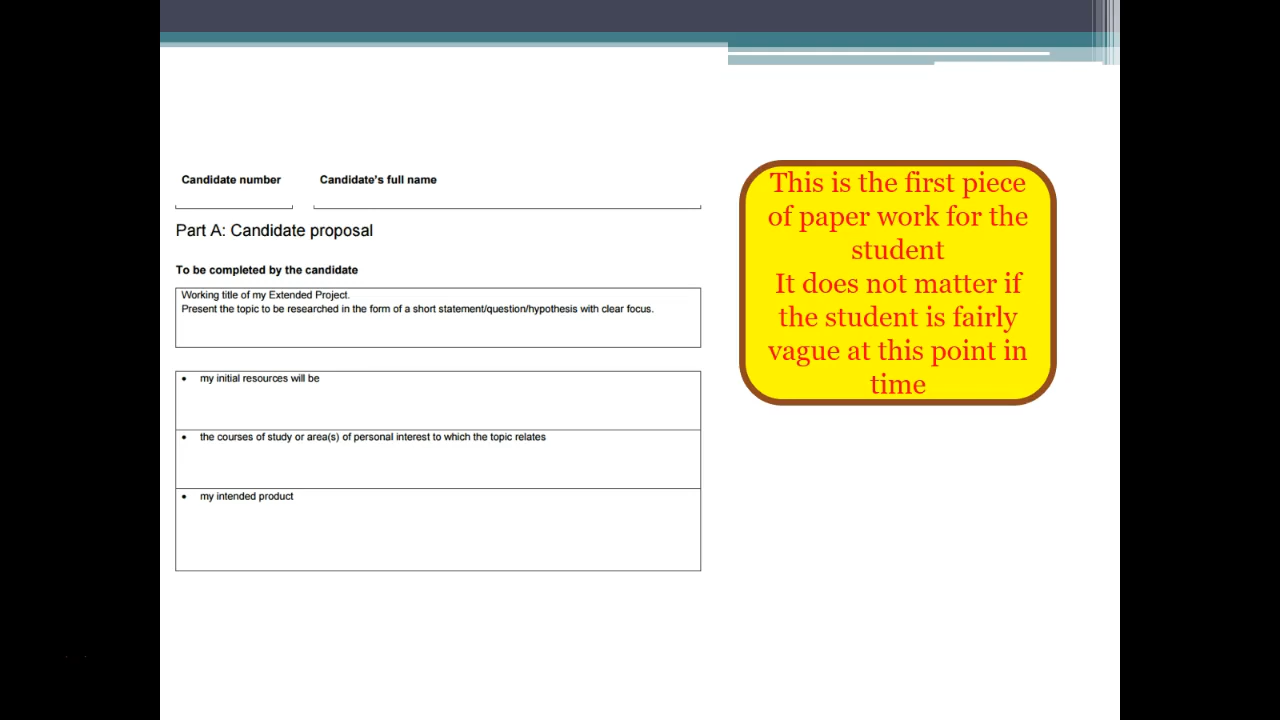 Candidate number Candidate's full name
Part A: Candidate proposal
To be completed by the candidate
Working title of my Extended Project.
Present the topic to be researched in the form of a short statement/question/hypothesis with clear focus.
• my initial resources will be
• the courses of study or area(s) of personal interest to which the topic relates
• my intended product
This is the first piece
of paper work for the
student
It does not matter if
the student is fairly
vague at this point in
time